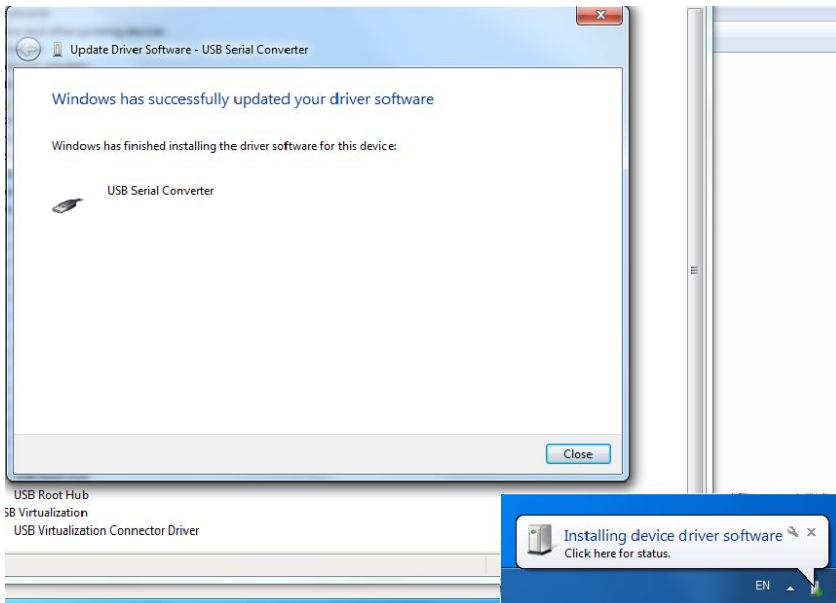 Update Driver Software - USB Serial Converter
Windows has successfully updated your driver software
Windows has finished installing the driver software for this device:
USB Serial Converter
Close
USB Root Hub
SB Virtualization
USB Virtualization Connector Driver
Installing device driver software
Click here for status.
EN